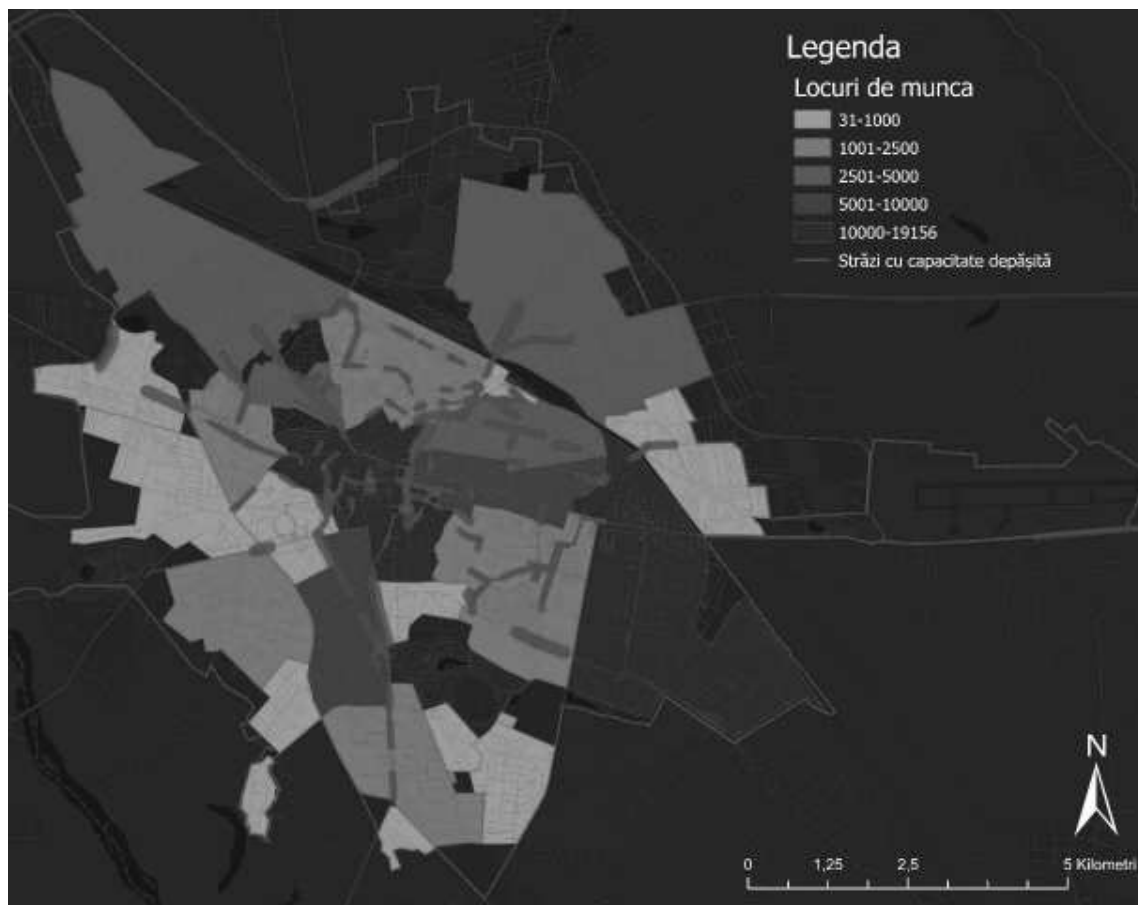 Legenda
Locuri de munca
31-1000
1001-2500
2501-5000
5001-10000
10000-19156
Străzi cu capacitate depășită
N
0 1,25 2,5 5 Kilometri